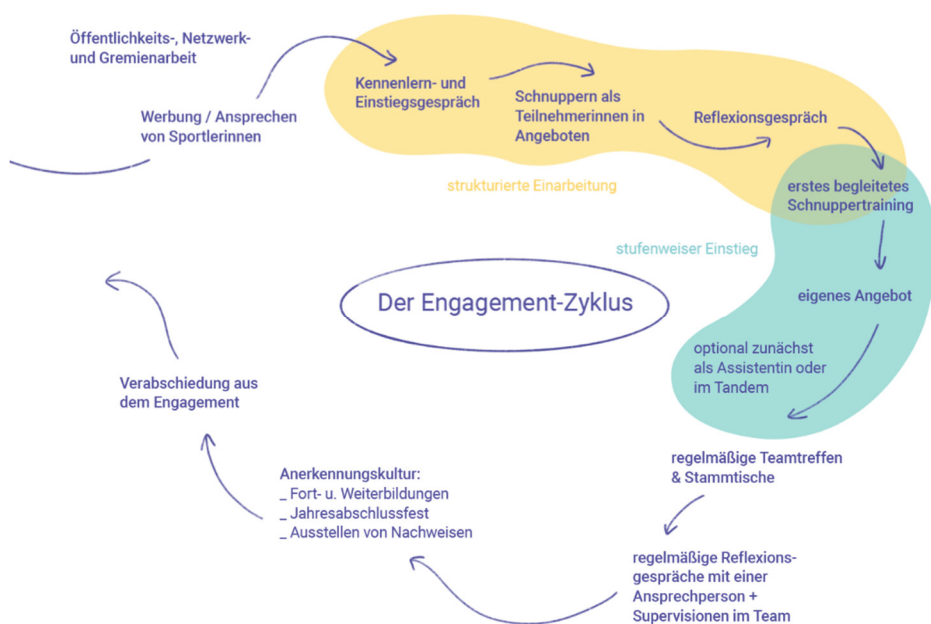 Öffentlichkeits-, Netzwerk-
und Gremienarbeit
Werbung / Ansprechen
von Sportlerinnen
Kennenlern- und
Einstiegsgespräch
Schnuppern als
Teilnehmerinnen in
Angeboten
Reflexionsgespräch
strukturierte Einarbeitung
erstes begleitetes
Schnuppertraining
stufenweiser Einstieg
Der Engagement-Zyklus
eigenes Angebot
optional zunächst
als Assistentin oder
im Tandem
regelmäßige Teamtreffen
& Stammtische
regelmäßige Reflexions-
gespräche mit einer
Ansprechperson +
Supervisionen im Team
Anerkennungskultur:
_ Fort- u. Weiterbildungen
_ Jahresabschlussfest
_ Ausstellen von Nachweisen
Verabschiedung aus
dem Engagement